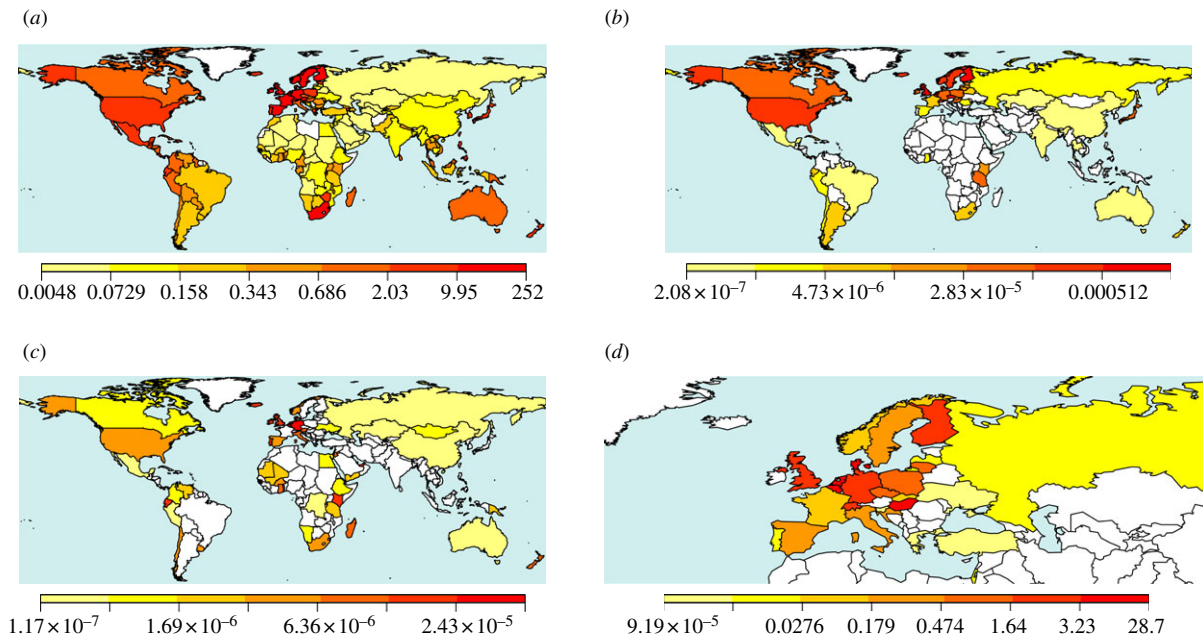 (a)
(b)
0.0048 0.0729 0.158 0.343 0.686 2.03 9.95 252
2.08 × 10⁻⁷ 4.73 × 10⁻⁶ 2.83 × 10⁻⁵ 0.000512
(c)
(d)
1.17 × 10⁻⁷ 1.69 × 10⁻⁶ 6.36 × 10⁻⁶ 2.43 × 10⁻⁵
9.19 × 10⁻⁵ 0.0276 0.179 0.474 1.64 3.23 28.7